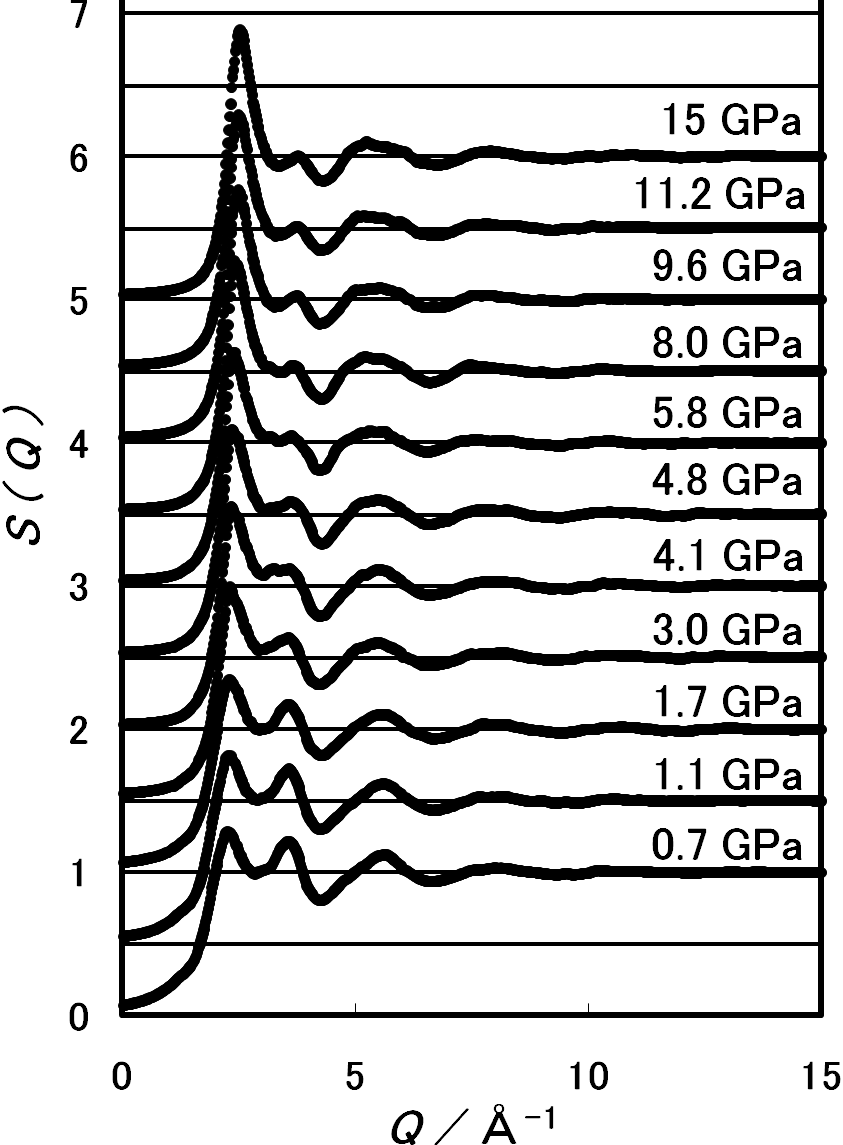 7
6
5
4
3
2
1
0
S(Q)
15 GPa
11.2 GPa
9.6 GPa
8.0 GPa
5.8 GPa
4.8 GPa
4.1 GPa
3.0 GPa
1.7 GPa
1.1 GPa
0.7 GPa
0 5 10 15
Q / Å⁻¹